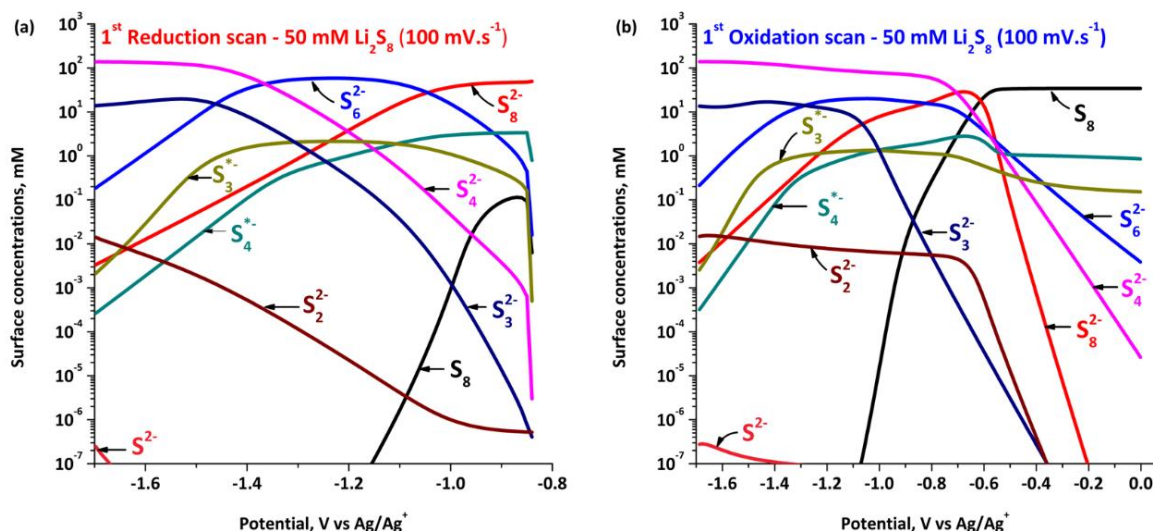 (a)
1st Reduction scan - 50 mM Li2S8 (100 mV.s-1)
Surface concentrations, mM
10^3
10^2
10^1
10^0
10^-1
10^-2
10^-3
10^-4
10^-5
10^-6
10^-7
S6^2-
S8^2-
S3^*-
S4^*-
S4^2-
S2^2-
S3^2-
S8
S^2-
-1.6 -1.4 -1.2 -1.0 -0.8
Potential, V vs Ag/Ag+
(b)
1st Oxidation scan - 50 mM Li2S8 (100 mV.s-1)
Surface concentrations, mM
10^3
10^2
10^1
10^0
10^-1
10^-2
10^-3
10^-4
10^-5
10^-6
10^-7
S8
S3^*-
S4^*-
S6^2-
S3^2-
S2^2-
S4^2-
S8^2-
S^2-
-1.6 -1.4 -1.2 -1.0 -0.8 -0.6 -0.4 -0.2 0.0
Potential, V vs Ag/Ag+